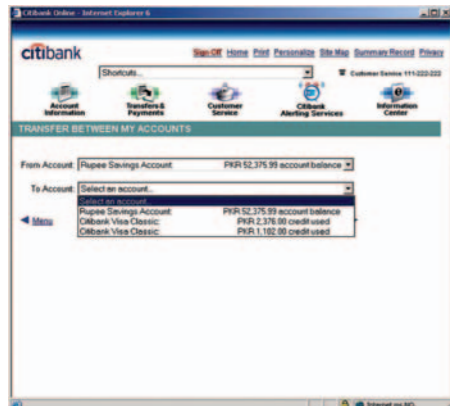 Citibank Online - Internet Explorer 6
citibank
Sign Off Home Print Personalize Site Map Summary Record Privacy
Shortcuts...
Customer Service 111-222-222
Account Information
Transfers & Payments
Customer Service
Citibank Alerting Services
Information Center
TRANSFER BETWEEN MY ACCOUNTS
From Account: Rupee Savings Account PKR 52,375.99 account balance
To Account: Select an account...
Select an account...
Rupee Savings Account PKR 52,375.99 account balance
Citibank Visa Classic: PKR 2,376.00 credit used
Citibank Visa Classic: PKR 1,102.00 credit used
Menu